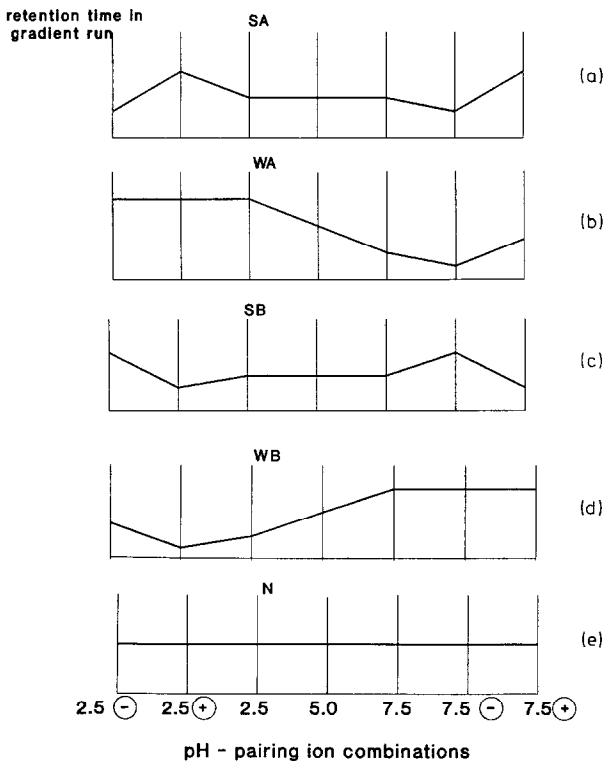 retention time in
gradient run
SA
(a)
WA
(b)
SB
(c)
WB
(d)
N
(e)
2.5 ⊖ 2.5 ⊕ 2.5 5.0 7.5 7.5 ⊖ 7.5 ⊕
pH - pairing ion combinations